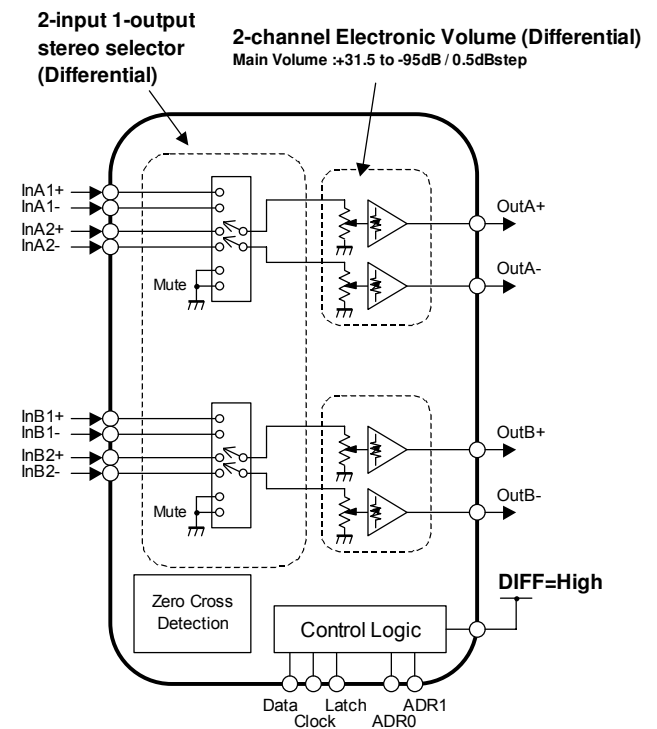 2-input 1-output
stereo selector
(Differential)
2-channel Electronic Volume (Differential)
Main Volume :+31.5 to -95dB / 0.5dBstep
InA1+
InA1-
InA2+
InA2-
Mute
OutA+
OutA-
InB1+
InB1-
InB2+
InB2-
Mute
OutB+
OutB-
DIFF=High
Zero Cross
Detection
Control Logic
Data
Clock
Latch
ADR0
ADR1